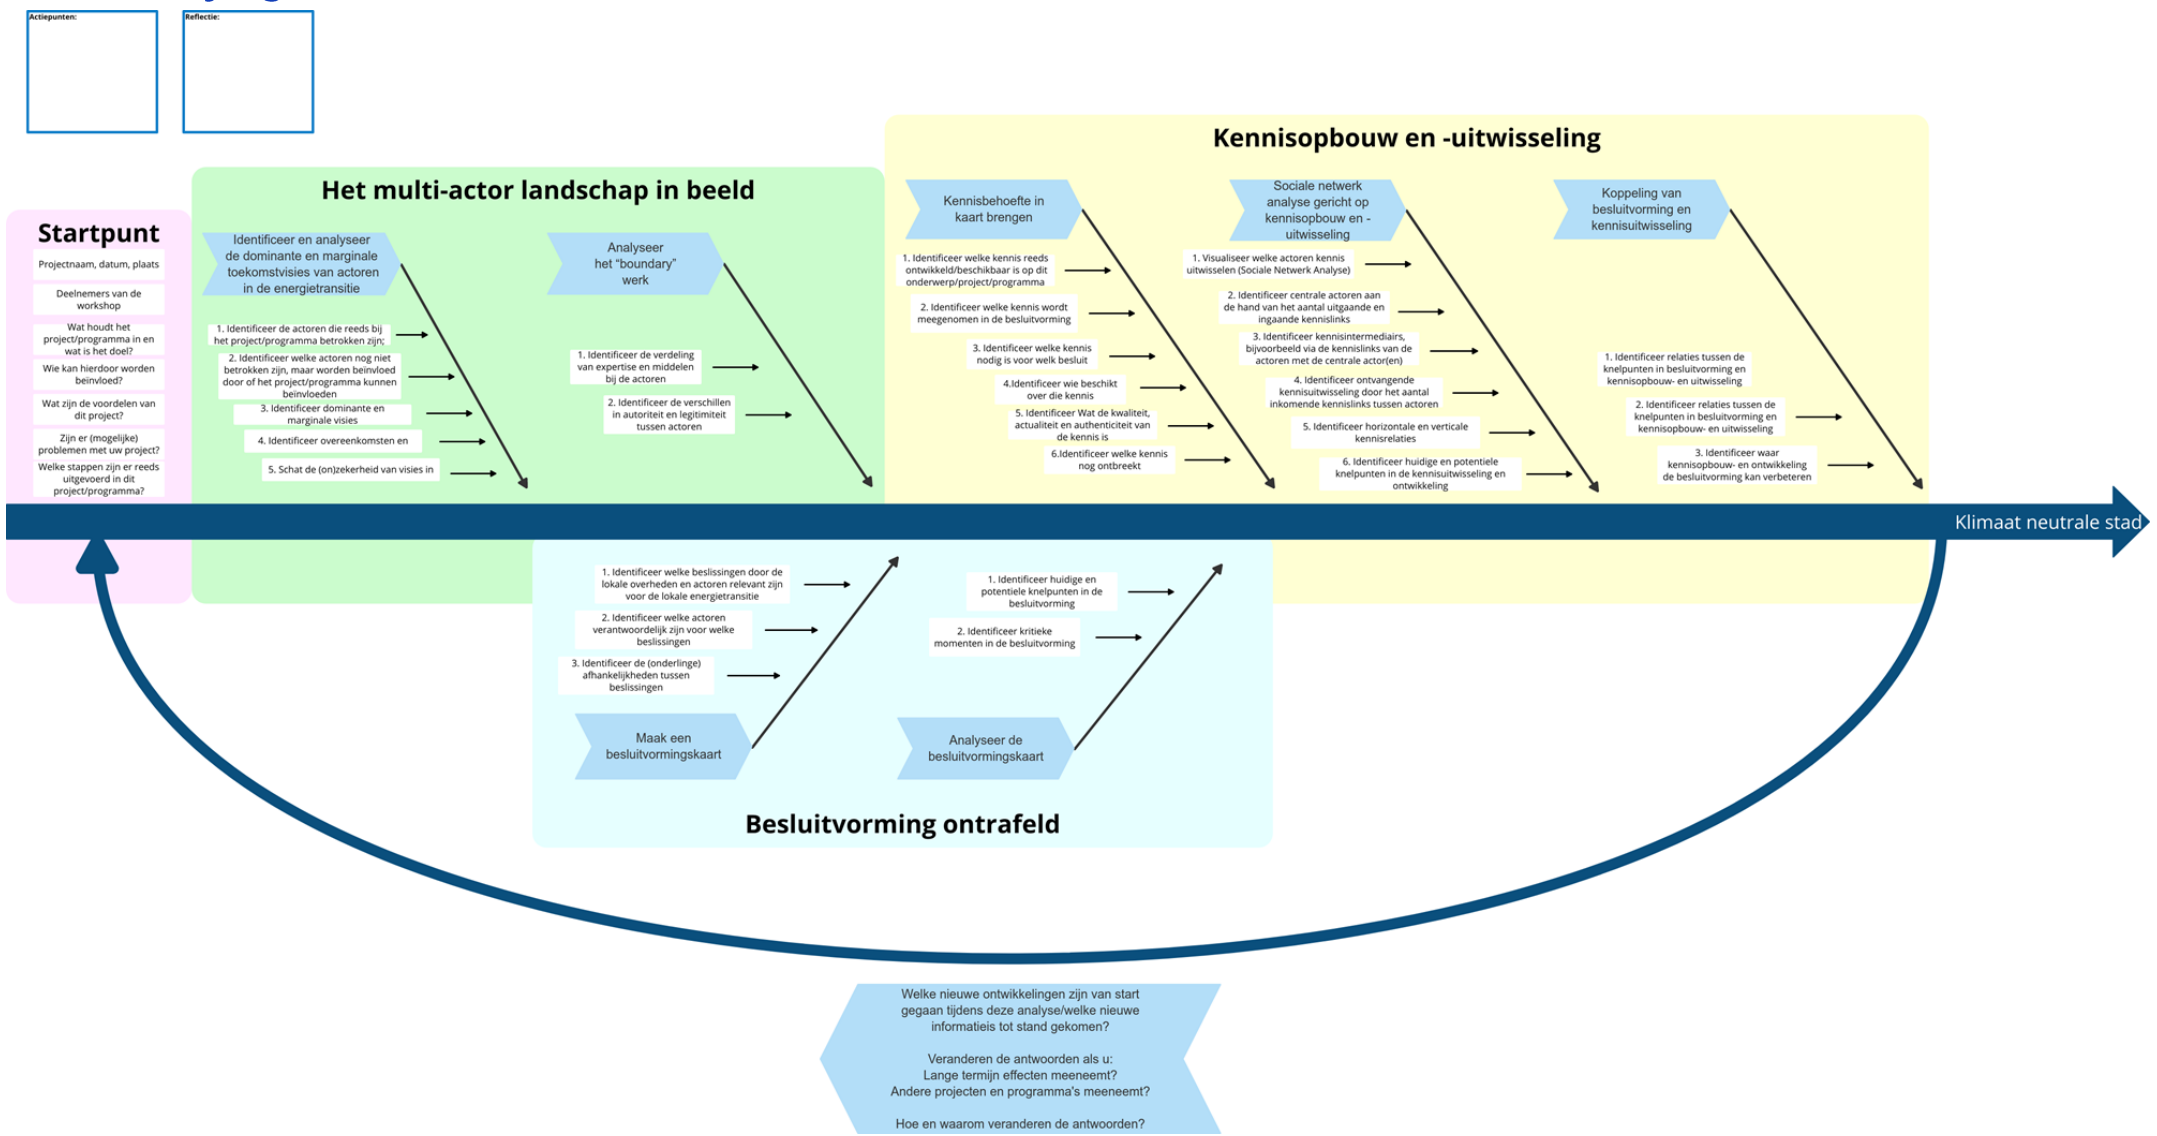 Actiepunten:
Reflectie:
Kennisopbouw en -uitwisseling
Het multi-actor landschap in beeld
Startpunt
Projectnaam, datum, plaats
Deelnemers van de
workshop
Wat houdt het
project/programma in en
wat is het doel?
Wie kan hierdoor worden
beïnvloed?
Wat zijn de voordelen van
dit project?
Zijn er (mogelijke)
problemen met uw project?
Welke stappen zijn er reeds
uitgevoerd in dit
project/programma?
Identificeer en analyseer
de dominante en marginale
toekomstvisies van actoren
in de energietransitie
1. Identificeer de actoren die reeds bij
het project/programma betrokken zijn;
2. Identificeer welke actoren nog niet
betrokken zijn, maar worden beïnvloed
door of het project/programma kunnen
beïnvloeden
3. Identificeer dominante en
marginale visies
4. Identificeer overeenkomsten en
5. Schat de (on)zekerheid van visies in
Analyseer
het “boundary”
werk
1. Identificeer de verdeling
van expertise en middelen
bij de actoren
2. Identificeer de verschillen
in autoriteit en legitimiteit
tussen actoren
Kennisbehoefte in
kaart brengen
1. Identificeer welke kennis reeds
ontwikkeld/beschikbaar is op dit
onderwerp/project/programma
2. Identificeer welke kennis wordt
meegenomen in de besluitvorming
3. Identificeer welke kennis
nodig is voor welk besluit
4.Identificeer wie beschikt
over die kennis
5. Identificeer Wat de kwaliteit,
actualiteit en authenticiteit van
de kennis is
6.Identificeer welke kennis
nog ontbreekt
Sociale netwerk
analyse gericht op
kennisopbouw en -
uitwisseling
1. Visualiseer welke actoren kennis
uitwisselen (Sociale Netwerk Analyse)
2. Identificeer centrale actoren aan
de hand van het aantal uitgaande en
ingaande kennislinks
3. Identificeer kennisintermediairs,
bijvoorbeeld via de kennislinks van de
actoren met de centrale actor(en)
4. Identificeer ontvangende
kennisuitwisseling door het aantal
inkomende kennislinks tussen actoren
5. Identificeer horizontale en verticale
kennisrelaties
6. Identificeer huidige en potentiele
knelpunten in de kennisuitwisseling en
ontwikkeling
Koppeling van
besluitvorming en
kennisuitwisseling
1. Identificeer relaties tussen de
knelpunten in besluitvorming en
kennisopbouw- en uitwisseling
2. Identificeer relaties tussen de
knelpunten in besluitvorming en
kennisopbouw- en uitwisseling
3. Identificeer waar
kennisopbouw- en ontwikkeling
de besluitvorming kan verbeteren
Klimaat neutrale stad
1. Identificeer welke beslissingen door de
lokale overheden en actoren relevant zijn
voor de lokale energietransitie
2. Identificeer welke actoren
verantwoordelijk zijn voor welke
beslissingen
3. Identificeer de (onderlinge)
afhankelijkheden tussen
beslissingen
Maak een
besluitvormingskaart
1. Identificeer huidige en
potentiele knelpunten in de
besluitvorming
2. Identificeer kritieke
momenten in de besluitvorming
Analyseer de
besluitvormingskaart
Besluitvorming ontrafeld
Welke nieuwe ontwikkelingen zijn van start
gegaan tijdens deze analyse/welke nieuwe
informatieis tot stand gekomen?
Veranderen de antwoorden als u:
Lange termijn effecten meeneemt?
Andere projecten en programma's meeneemt?
Hoe en waarom veranderen de antwoorden?